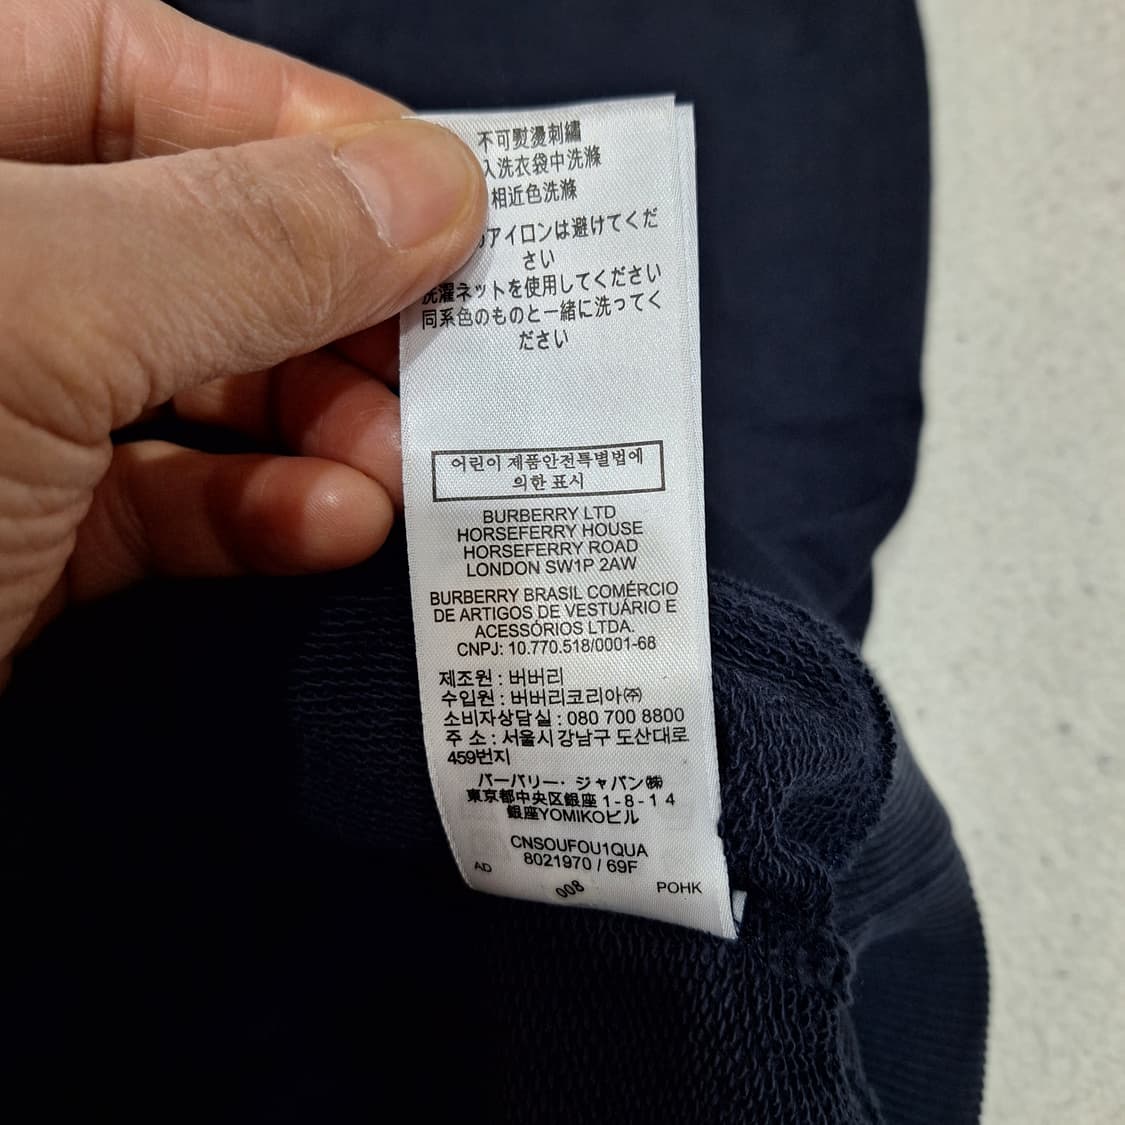 不可熨燙刺繡
入洗衣袋中洗滌
相近色洗滌
アイロンは避けてくだ
さい
洗濯ネットを使用してください
同系色のものと一緒に洗ってく
ださい
어린이 제품안전특별법에
의한 표시
BURBERRY LTD
HORSEFERRY HOUSE
HORSEFERRY ROAD
LONDON SW1P 2AW
BURBERRY BRASIL COMÉRCIO
DE ARTIGOS DE VESTUÁRIO E
ACESSÓRIOS LTDA.
CNPJ: 10.770.518/0001-68
제조원 : 버버리
수입원 : 버버리코리아㈜
소비자상담실 : 080 700 8800
주 소 : 서울시 강남구 도산대로
459번지
バーバリー・ジャパン㈱
東京都中央区銀座 1-8-14
銀座YOMIKOビル
CNSOUFOU1QUA
8021970 / 69F
AD
008
POHK